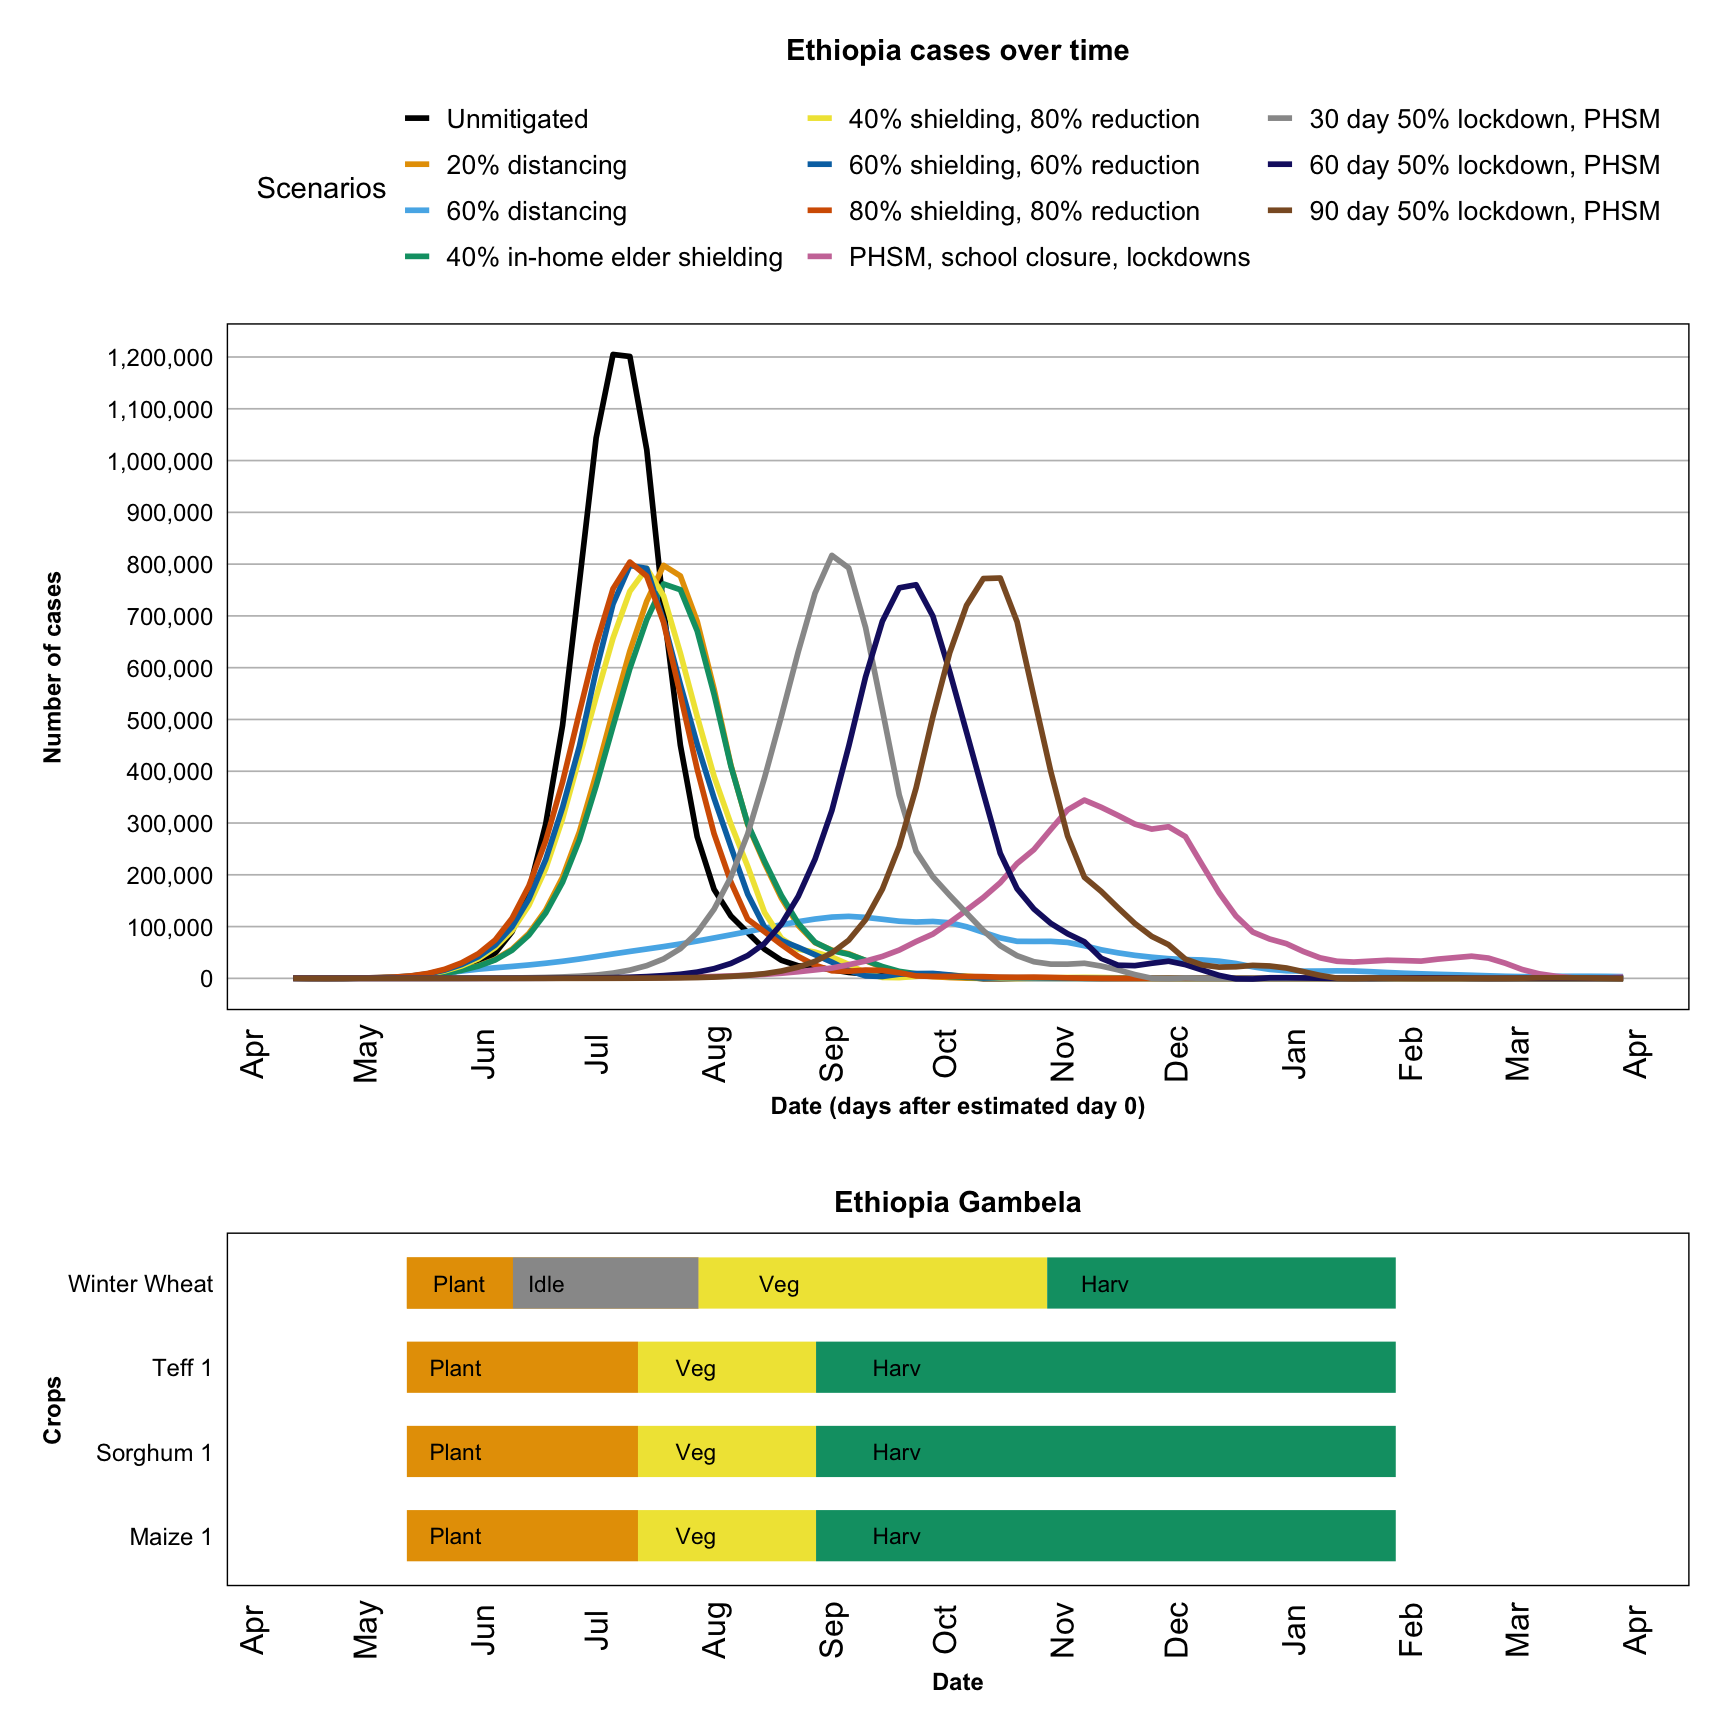 Ethiopia cases over time
Scenarios
Unmitigated
20% distancing
60% distancing
40% in-home elder shielding
40% shielding, 80% reduction
60% shielding, 60% reduction
80% shielding, 80% reduction
PHSM, school closure, lockdowns
30 day 50% lockdown, PHSM
60 day 50% lockdown, PHSM
90 day 50% lockdown, PHSM
Number of cases
1,200,000
1,100,000
1,000,000
900,000
800,000
700,000
600,000
500,000
400,000
300,000
200,000
100,000
0
Apr May Jun Jul Aug Sep Oct Nov Dec Jan Feb Mar Apr
Date (days after estimated day 0)
Ethiopia Gambela
Crops
Winter Wheat Plant Idle Veg Harv
Teff 1 Plant Veg Harv
Sorghum 1 Plant Veg Harv
Maize 1 Plant Veg Harv
Apr May Jun Jul Aug Sep Oct Nov Dec Jan Feb Mar Apr
Date